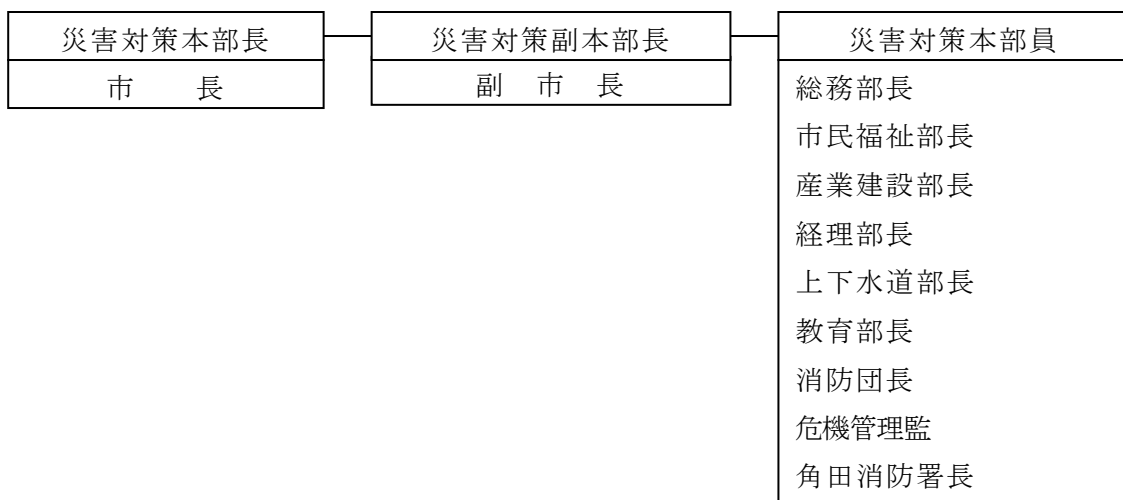 災害対策本部長
市　　長
災害対策副本部長
副　市　長
災害対策本部員
総務部長
市民福祉部長
産業建設部長
経理部長
上下水道部長
教育部長
消防団長
危機管理監
角田消防署長